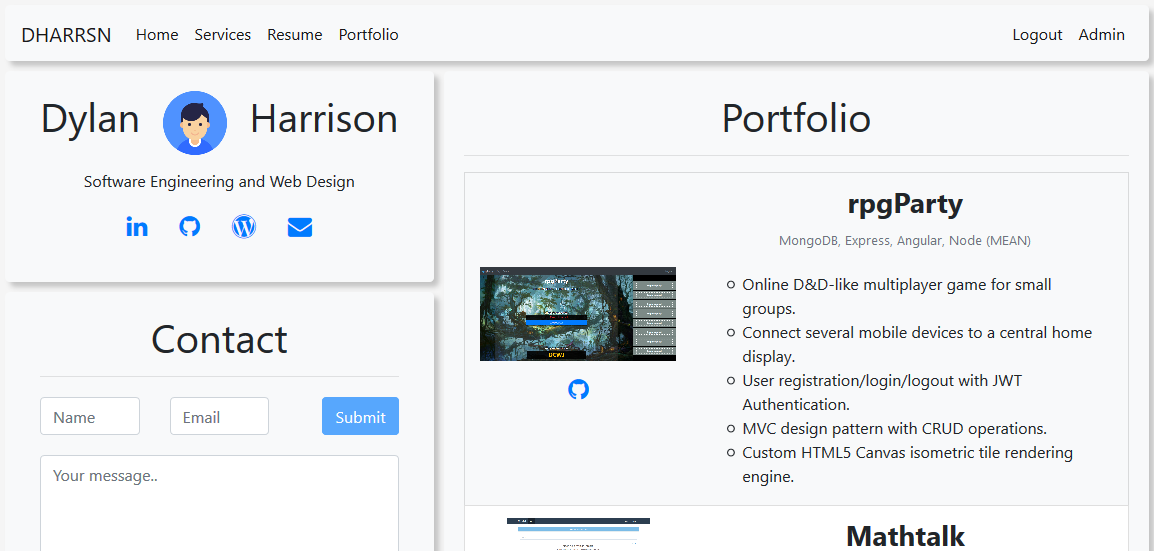 DHARRSN Home Services Resume Portfolio Logout Admin
Dylan Harrison
Software Engineering and Web Design
Contact
Name Email Submit
Your message..
Portfolio
rpgParty
MongoDB, Express, Angular, Node (MEAN)
rpgParty
Online D&D-like multiplayer game for small
groups.
Connect several mobile devices to a central home
display.
User registration/login/logout with JWT
Authentication.
MVC design pattern with CRUD operations.
Custom HTML5 Canvas isometric tile rendering
engine.
Mathtalk